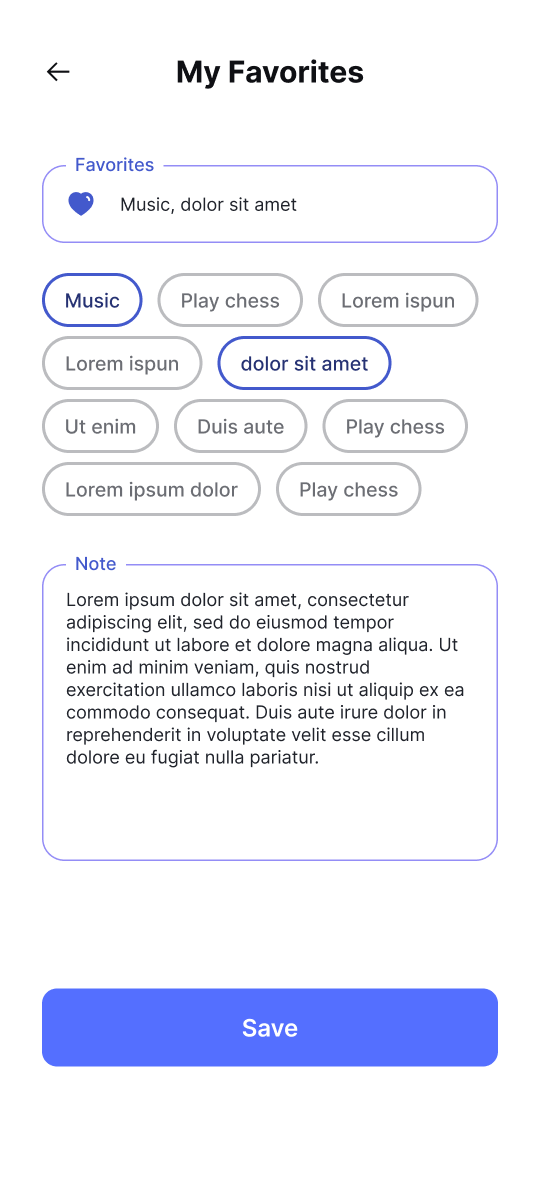 My Favorites
Favorites
Music, dolor sit amet
Music
Play chess
Lorem ispun
Lorem ispun
dolor sit amet
Ut enim
Duis aute
Play chess
Lorem ipsum dolor
Play chess
Note
Lorem ipsum dolor sit amet, consectetur
adipiscing elit, sed do eiusmod tempor
incididunt ut labore et dolore magna aliqua. Ut
enim ad minim veniam, quis nostrud
exercitation ullamco laboris nisi ut aliquip ex ea
commodo consequat. Duis aute irure dolor in
reprehenderit in voluptate velit esse cillum
dolore eu fugiat nulla pariatur.
Save